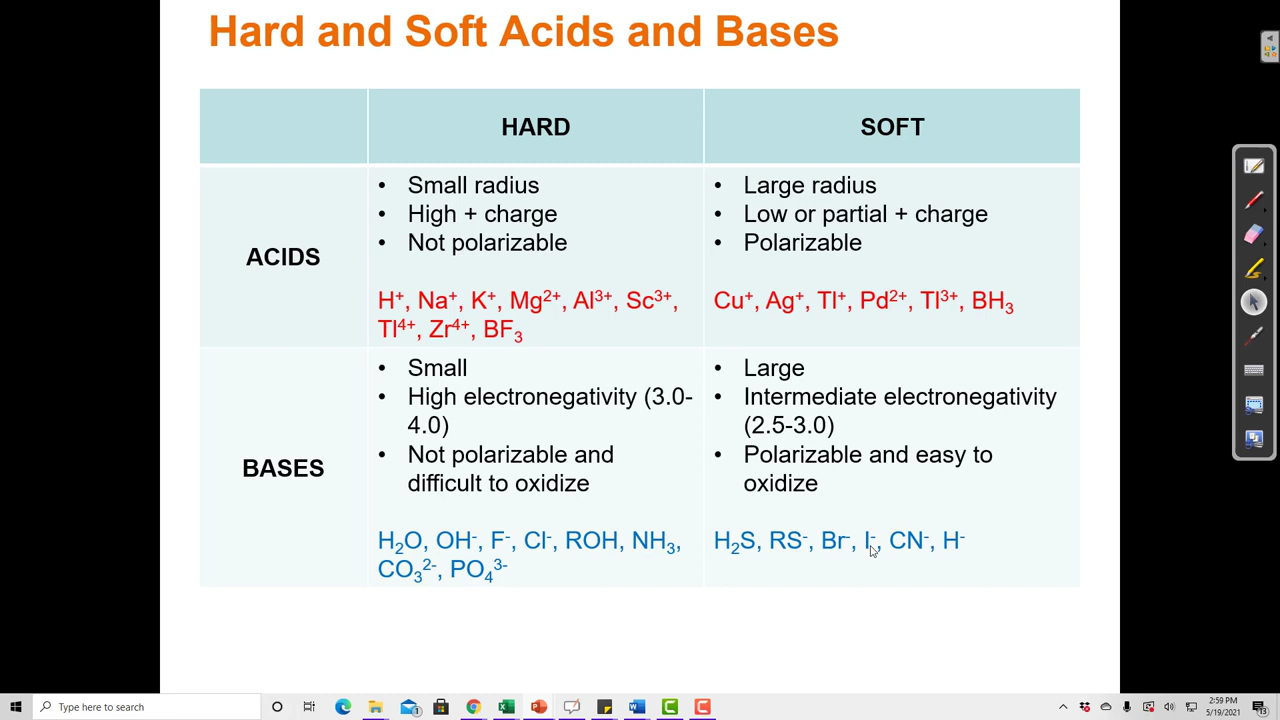 Hard and Soft Acids and Bases
HARD
SOFT
ACIDS
• Small radius
• High + charge
• Not polarizable
H⁺, Na⁺, K⁺, Mg²⁺, Al³⁺, Sc³⁺,
Tl⁴⁺, Zr⁴⁺, BF₃
• Large radius
• Low or partial + charge
• Polarizable
Cu⁺, Ag⁺, Tl⁺, Pd²⁺, Tl³⁺, BH₃
BASES
• Small
• High electronegativity (3.0-
4.0)
• Not polarizable and
difficult to oxidize
H₂O, OH⁻, F⁻, Cl⁻, ROH, NH₃,
CO₃²⁻, PO₄³⁻
• Large
• Intermediate electronegativity
(2.5-3.0)
• Polarizable and easy to
oxidize
H₂S, RS⁻, Br⁻, I⁻, CN⁻, H⁻
Type here to search
2:59 PM
5/19/2021
13